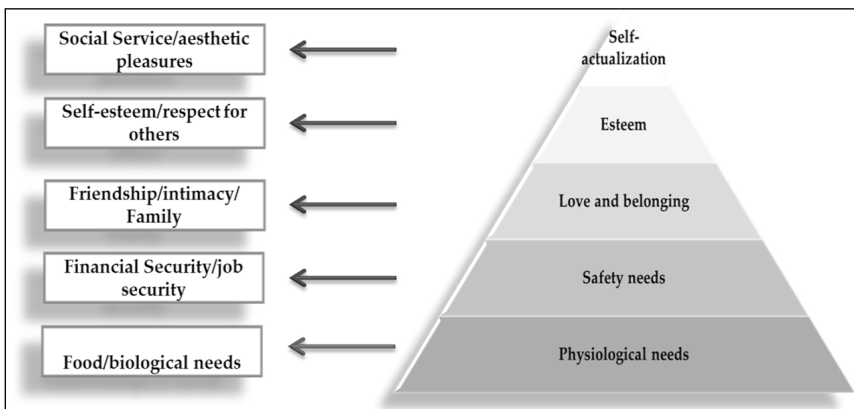 Social Service/aesthetic
pleasures
Self-
actualization
Self-esteem/respect for
others
Esteem
Friendship/intimacy/
Family
Love and belonging
Financial Security/job
security
Safety needs
Food/biological needs
Physiological needs